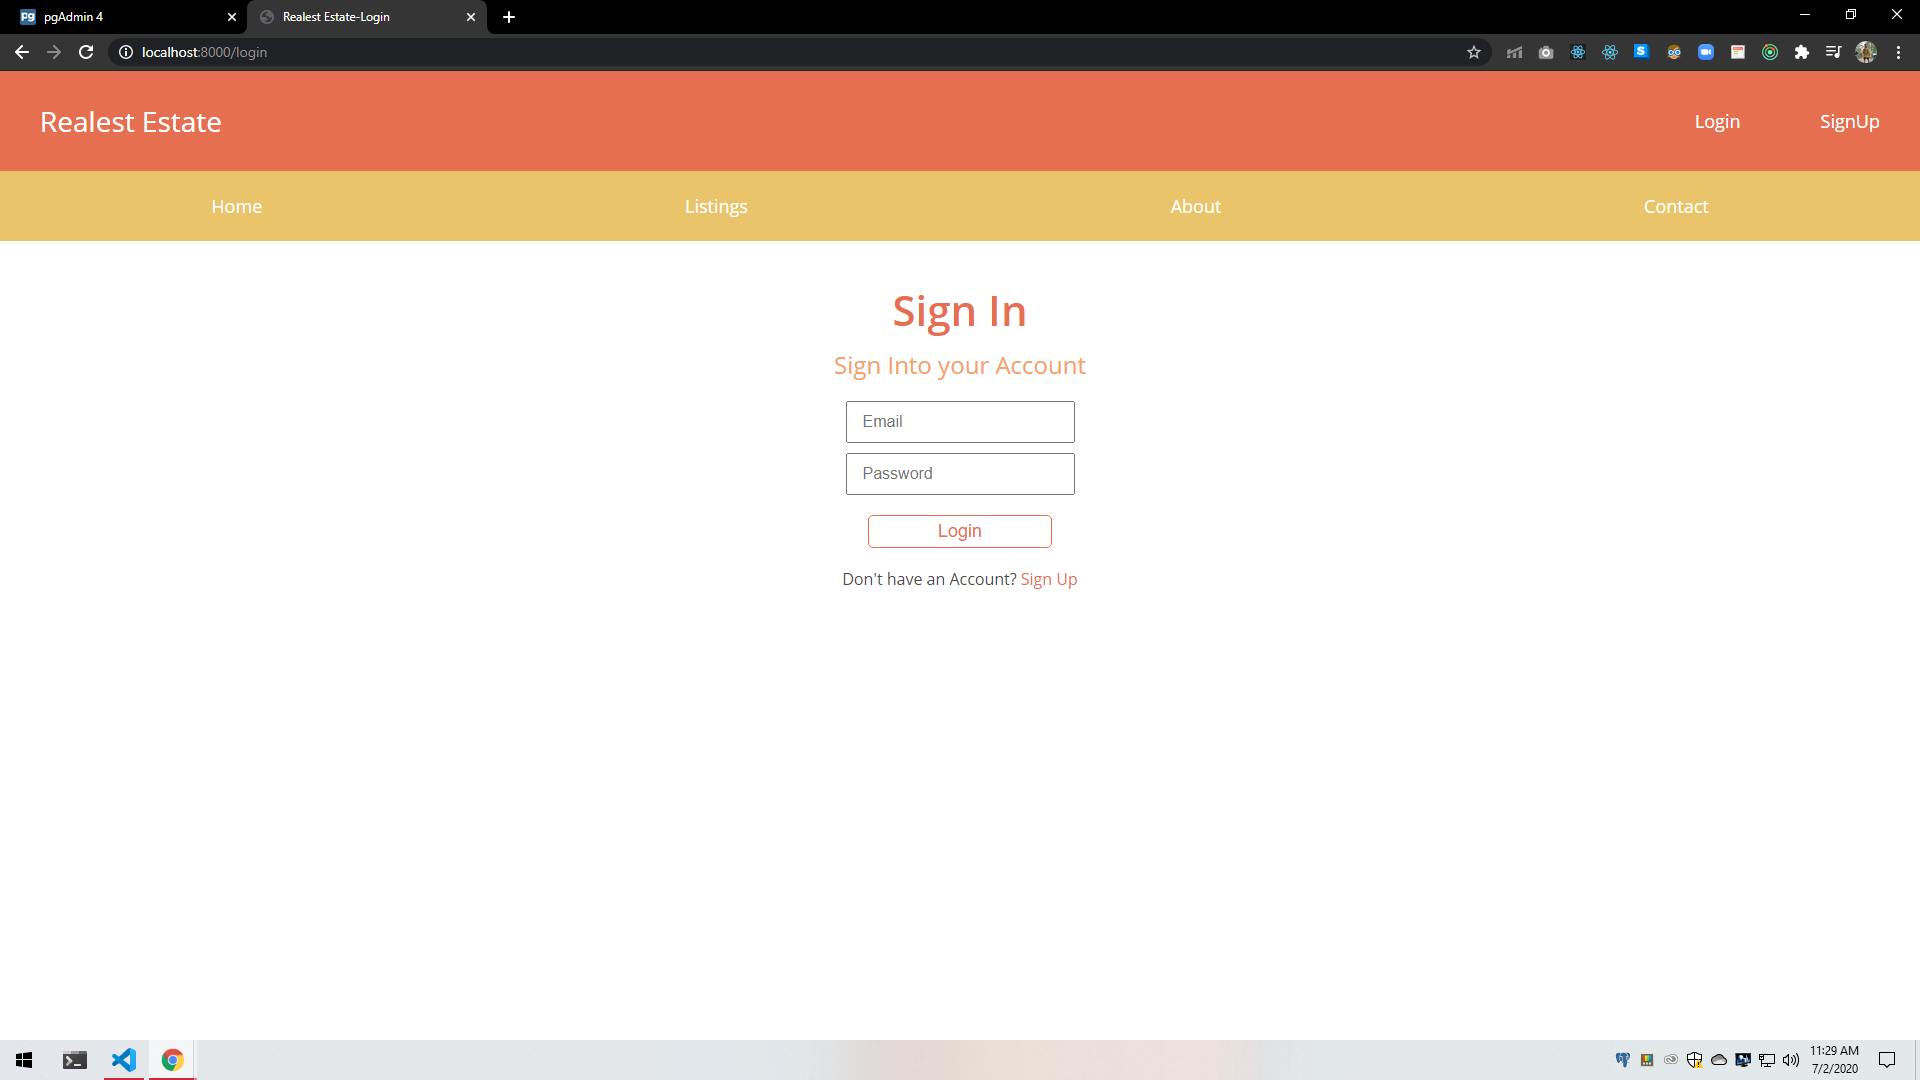 pgAdmin 4
Realest Estate-Login
localhost:8000/login
Realest Estate
Login
SignUp
Home
Listings
About
Contact
Sign In
Sign Into your Account
Email
Password
Login
Don't have an Account? Sign Up
11:29 AM
7/2/2020